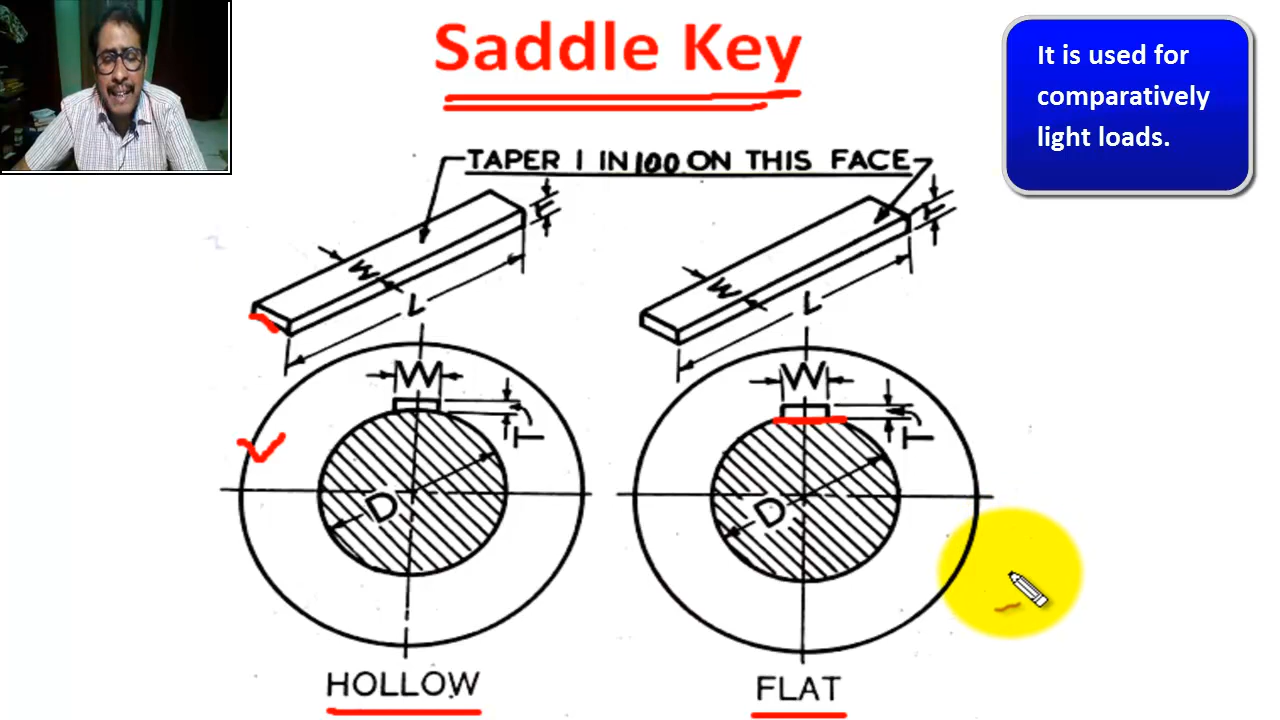 Saddle Key
It is used for
comparatively
light loads.
TAPER 1 IN 100 ON THIS FACE
T
T
W
W
L
L
W
W
T
T
D
D
HOLLOW
FLAT